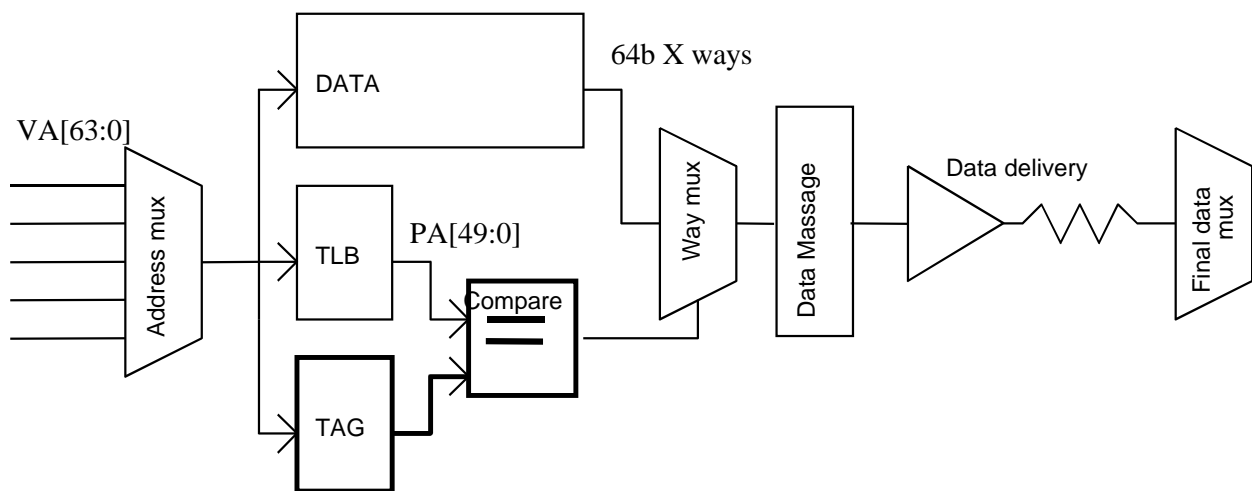 64b X ways
DATA
VA[63:0]
Address mux
TLB
PA[49:0]
Compare
TAG
Way mux
Data Massage
Data delivery
Final data
mux